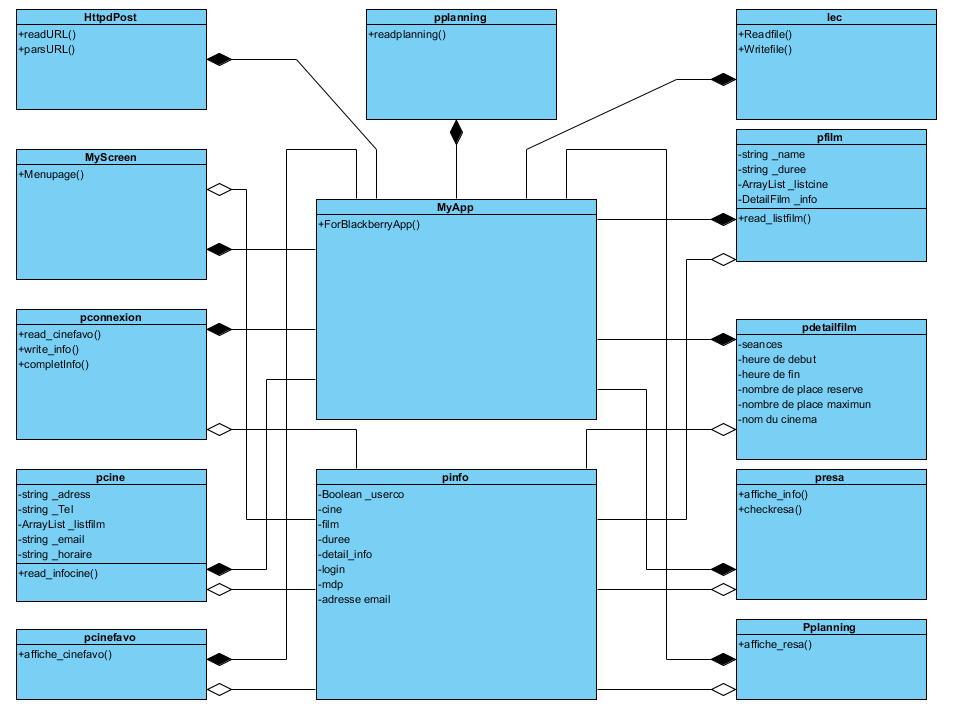 HttpdPost
+readURL()
+parsURL()
pplanning
+readplanning()
lec
+Readfile()
+Writefile()
MyScreen
+Menupage()
MyApp
+ForBlackberryApp()
pfilm
-string _name
-string _duree
-ArrayList _listcine
-DetailFilm _info
+read_listfilm()
pconnexion
+read_cinefavo()
+write_info()
+completInfo()
pdetailfilm
-seances
-heure de debut
-heure de fin
-nombre de place reserve
-nombre de place maximun
-nom du cinema
pcine
-string _adress
-string _Tel
-ArrayList _listfilm
-string _email
-string _horaire
+read_infocine()
pinfo
-Boolean _userco
-cine
-film
-duree
-detail_info
-login
-mdp
-adresse email
presa
+affiche_info()
+checkresa()
pcinefavo
+affiche_cinefavo()
Pplanning
+affiche_resa()